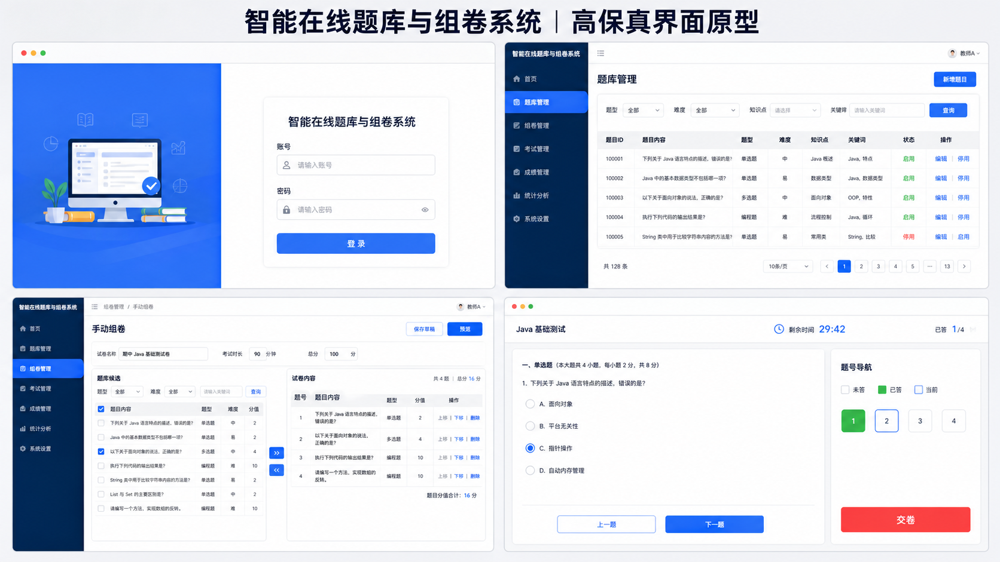 智能在线题库与组卷系统｜高保真界面原型
智能在线题库与组卷系统
账号
请输入账号
密码
请输入密码
登 录
智能在线题库与组卷系统
首页
题库管理
组卷管理
考试管理
成绩管理
统计分析
系统设置
教师A
题库管理
新增题目
题型 全部 难度 全部 知识点 请选择 请输入关键词 查询
题目ID 题目内容 题型 难度 知识点 关键词 状态 操作
100001 下列关于 Java 语言特点的描述，错误的是? 单选题 中 Java 概述 Java, 特点 启用 编辑 | 停用
100002 Java 中的基本数据类型不包括哪一项? 单选题 易 数据类型 Java, 数据类型 启用 编辑 | 停用
100003 以下关于面向对象的说法，正确的是? 多选题 中 面向对象 OOP, 特性 启用 编辑 | 停用
100004 执行下列代码的输出结果是? 编程题 难 流程控制 Java, 循环 启用 编辑 | 停用
100005 String 类中用于比较字符串内容的方法是? 单选题 易 常用类 String, 比较 停用 编辑 | 启用
共 128 条 10条/页 < 1 2 3 4 5 ··· 13 >
智能在线题库与组卷系统
首页
题库管理
组卷管理
考试管理
成绩管理
统计分析
系统设置
组卷管理 / 手动组卷
教师A
手动组卷
保存草稿
预览
试卷名称 期中 Java 基础测试卷 考试时长 90 分钟 总分 100 分
题库候选
题型 全部 难度 全部 请输入关键词 查询
题目内容 题型 难度 分值
下列关于 Java 语言特点的描述，错误的是? 单选题 中 2
Java 中的基本数据类型不包括哪一项? 单选题 易 2
以下关于面向对象的说法，正确的是? 多选题 中 4
执行下列代码的输出结果是? 编程题 难 10
String 类中用于比较字符串内容的方法是? 单选题 易 2
List 与 Set 的主要区别是? 单选题 中 2
请编写一个方法，实现数组的反转。 编程题 难 10
»
«
试卷内容
共 4 题 | 总分 16 分
题号 题目内容 题型 分值 操作
1 下列关于 Java 语言特点的描述， 单选题 2 上移 | 下移 | 删除
错误的是?
2 以下关于面向对象的说法， 多选题 4 上移 | 下移 | 删除
正确的是?
3 执行下列代码的输出结果是? 编程题 10 上移 | 下移 | 删除
4 请编写一个方法，实现数组的 编程题 10 上移 | 下移 | 删除
反转。
题目分值合计： 16 分
Java 基础测试
剩余时间 29:42
已答 1/4
一、单选题（本大题共 4 小题，每小题 2 分，共 8 分）
1. 下列关于 Java 语言特点的描述，错误的是?
A. 面向对象
B. 平台无关性
C. 指针操作
D. 自动内存管理
上一题
下一题
题号导航
未答 已答 当前
1 2 3 4
交卷